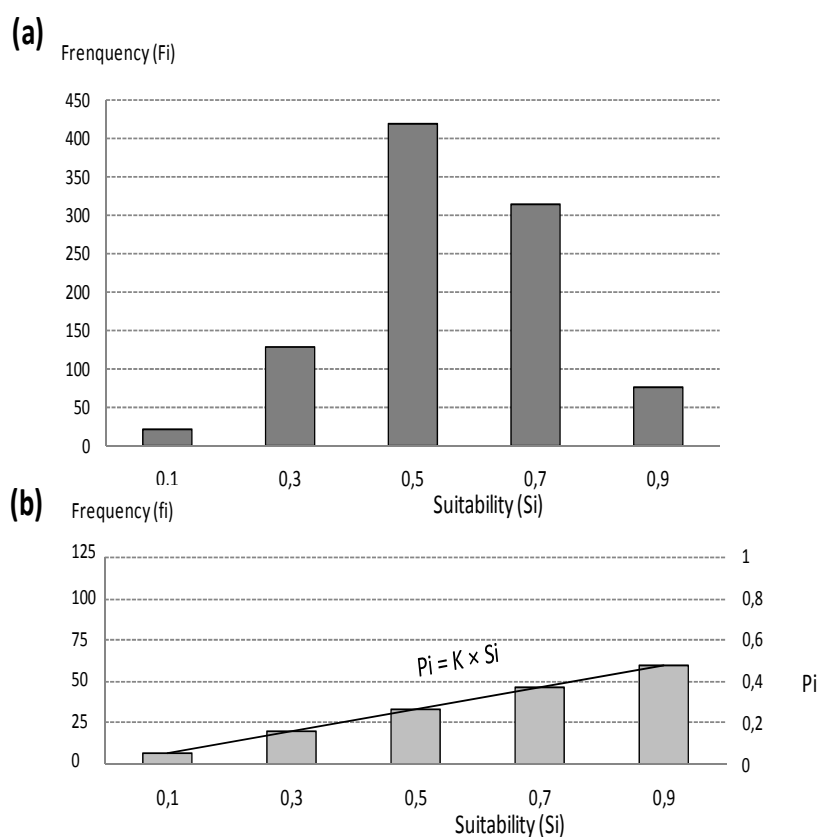 (a)
Frenquency (Fi)
450
400
350
300
250
200
150
100
50
0
0,1 0,3 0,5 0,7 0,9
Suitability (Si)
(b)
Frequency (fi)
125 1
100 0,8
75 0,6
Pi = K × Si
50 0,4
Pi
25 0,2
0 0
0,1 0,3 0,5 0,7 0,9
Suitability (Si)